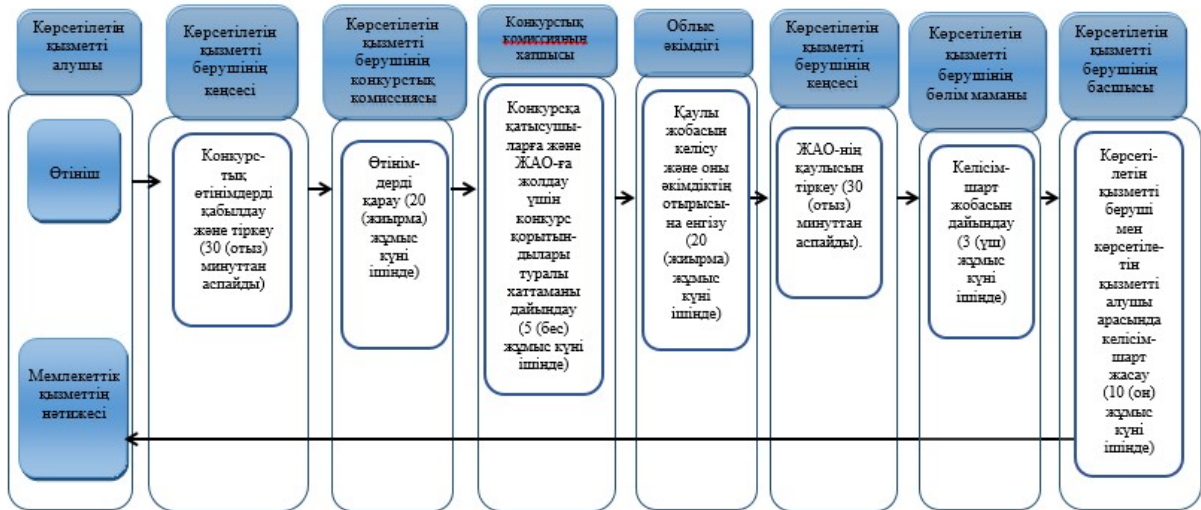 Көрсетілетін
қызметті
алушы
Өтініш
Мемлекеттік
қызметтің
нәтижесі
Көрсетілетін
қызметті
берушінің
кеңсесі
Конкурс-
тық
өтінімдерді
қабылдау
және тіркеу
(30 (отыз)
минуттан
аспайды)
Көрсетілетін
қызметті
берушінің
конкурстық
комиссиясы
Өтінім-
дерді
қарау (20
(жиырма)
жұмыс
күні
ішінде)
Конкурстық
комиссияның
хатшысы
Конкурсқа
қатысушы-
ларға және
ЖАО-ға
жолдау
үшін
конкурс
қорытын-
дылары
туралы
хаттаманы
дайындау
(5 (бес)
жұмыс күні
ішінде)
Облыс
әкімдігі
Қаулы
жобасын
келісу
және оны
әкімдіктің
отырысы-
на енгізу
(20
(жиырма)
жұмыс
күні
ішінде)
Көрсетілетін
қызметті
берушінің
кеңсесі
ЖАО-нің
қаулысын
тіркеу (30
(отыз)
минуттан
аспайды).
Көрсетілетін
қызметті
берушінің
бөлім маманы
Келісім-
шарт
жобасын
дайындау
(3 (үш)
жұмыс
күні
ішінде)
Көрсетілетін
қызметті
берушінің
басшысы
Көрсеті-
летін
қызметті
беруші
мен
көрсетіле-
тін
қызметті
алушы
арасында
келісім-
шарт
жасау
(10 (он)
жұмыс
күні
ішінде)